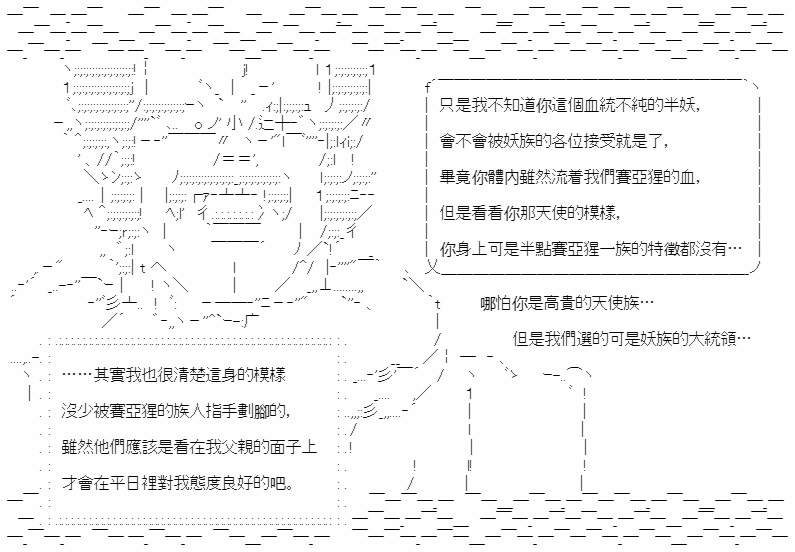 只是我不知道你這個血統不純的半妖，
會不會被妖族的各位接受就是了，
畢竟你體內雖然流着我們賽亞猩的血，
但是看看你那天使的模樣，
你身上可是半點賽亞猩一族的特徵都沒有…
哪怕你是高貴的天使族…
但是我們選的可是妖族的大統領…
……其實我也很清楚這身的模樣
沒少被賽亞猩的族人指手劃腳的，
雖然他們應該是看在我父親的面子上
才會在平日裡對我態度良好的吧。